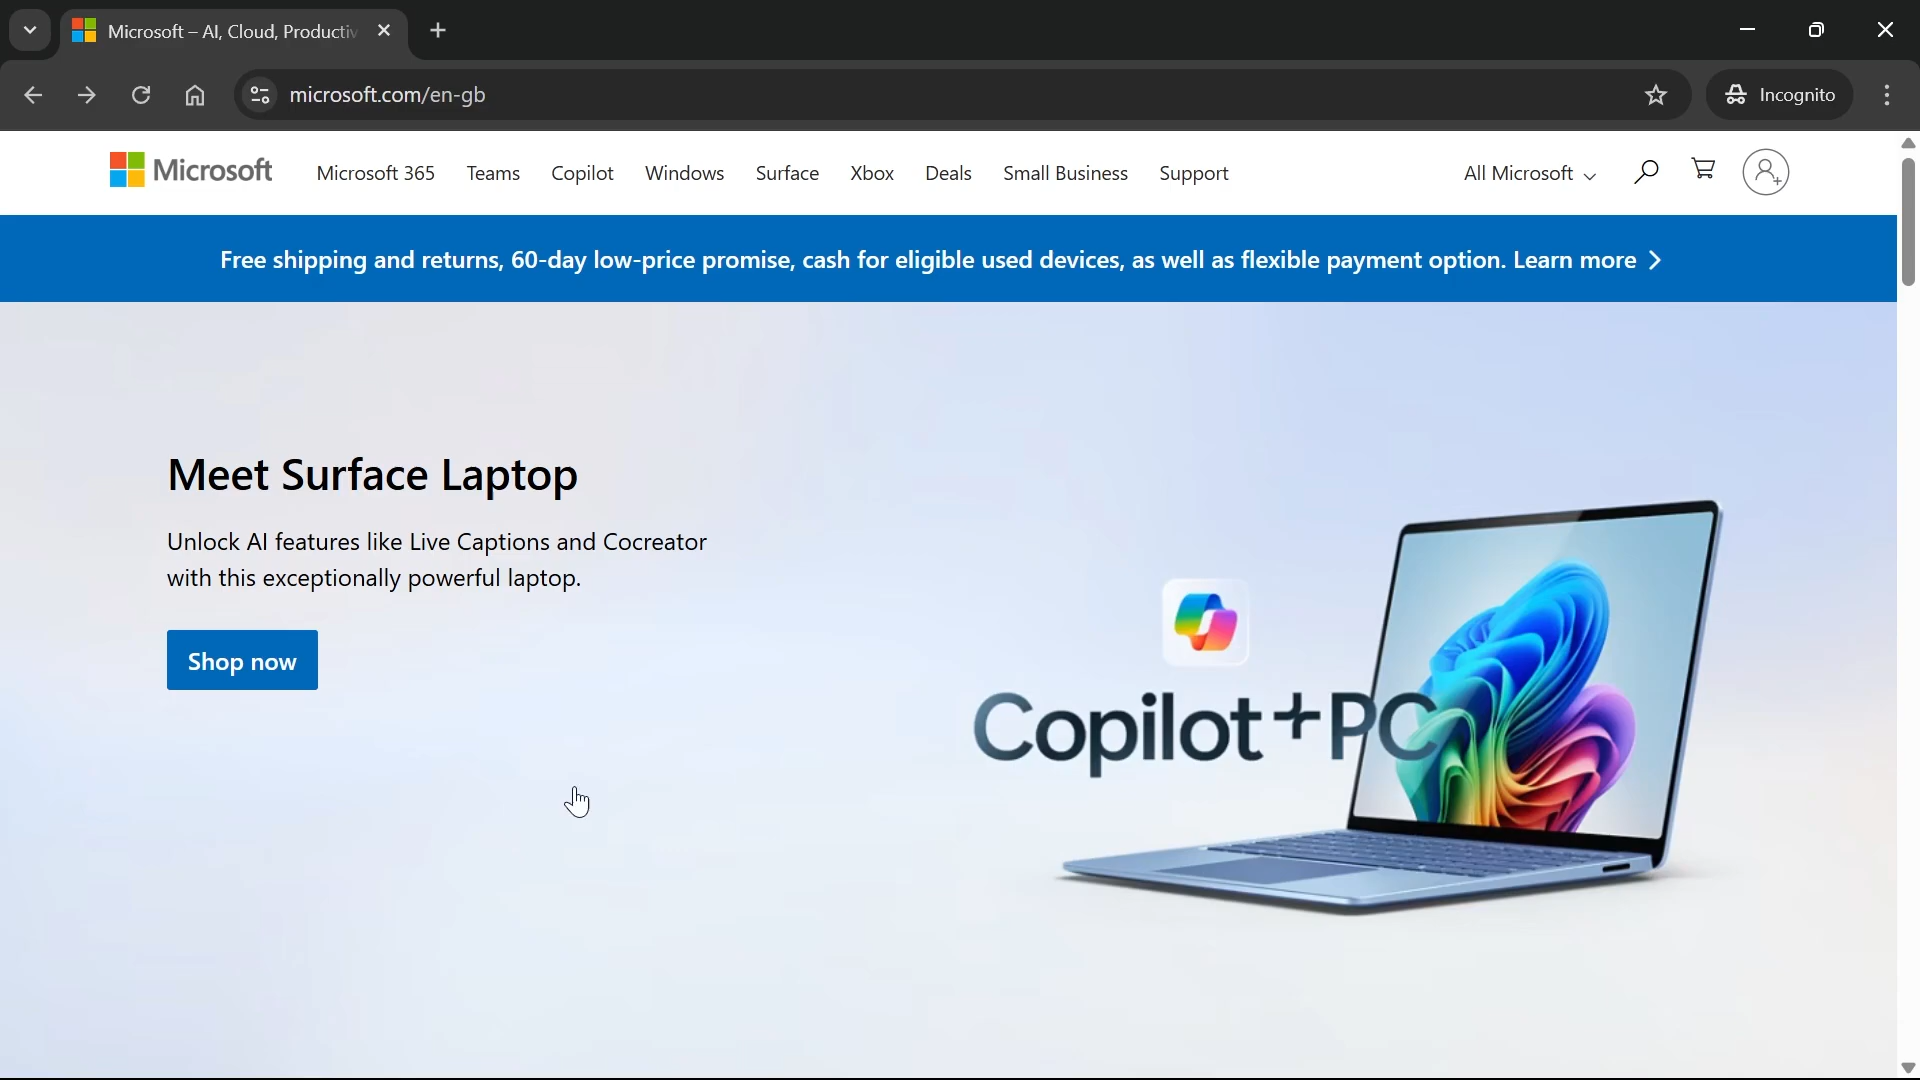 Microsoft – AI, Cloud, Productiv
microsoft.com/en-gb
Incognito
Microsoft
Microsoft 365
Teams
Copilot
Windows
Surface
Xbox
Deals
Small Business
Support
All Microsoft
Free shipping and returns, 60-day low-price promise, cash for eligible used devices, as well as flexible payment option. Learn more
Meet Surface Laptop
Unlock AI features like Live Captions and Cocreator
with this exceptionally powerful laptop.
Shop now
Copilot+PC